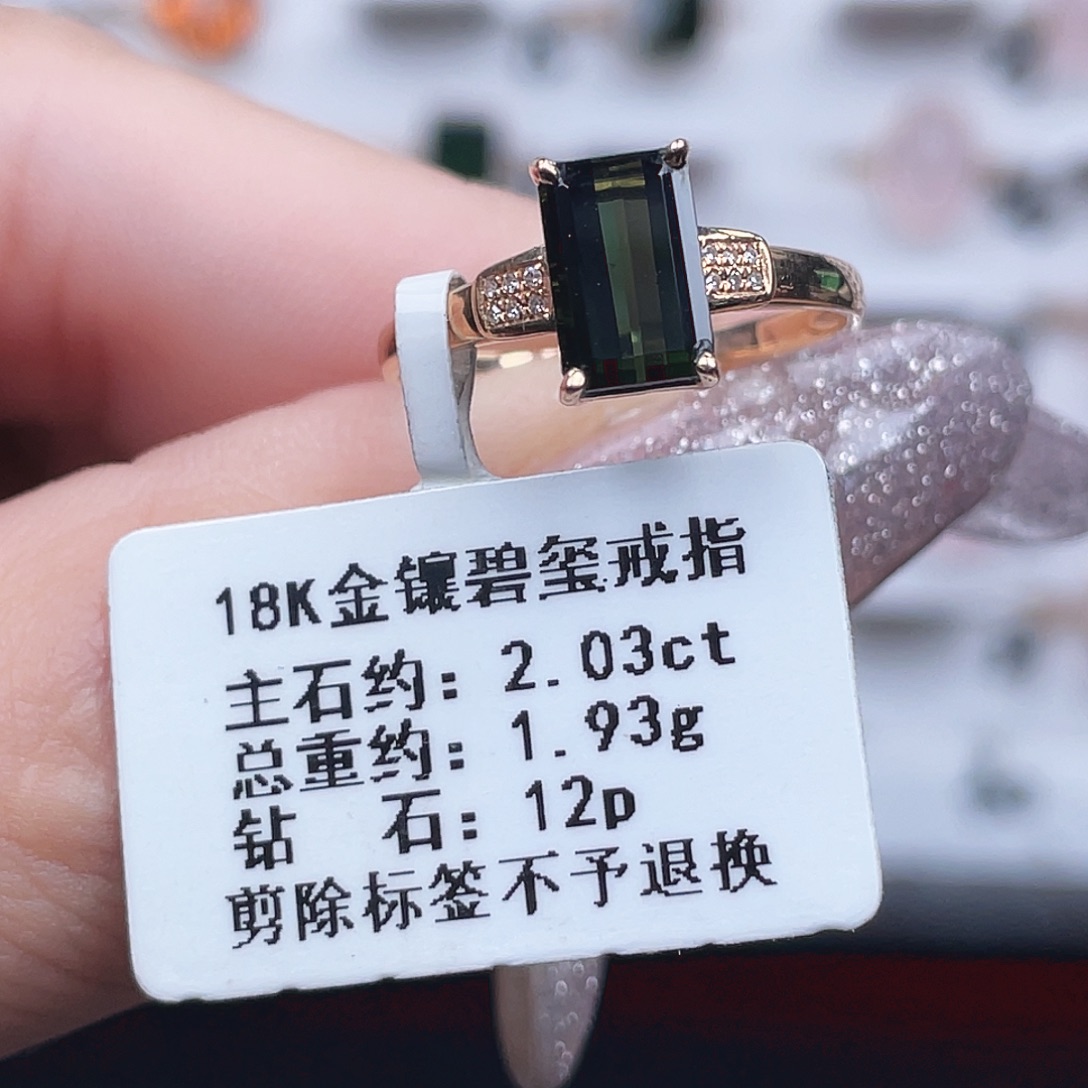 18K金镶碧玺戒指
主石约：2.03ct
总重约：1.93g
钻 石：12p
剪除标签不予退换